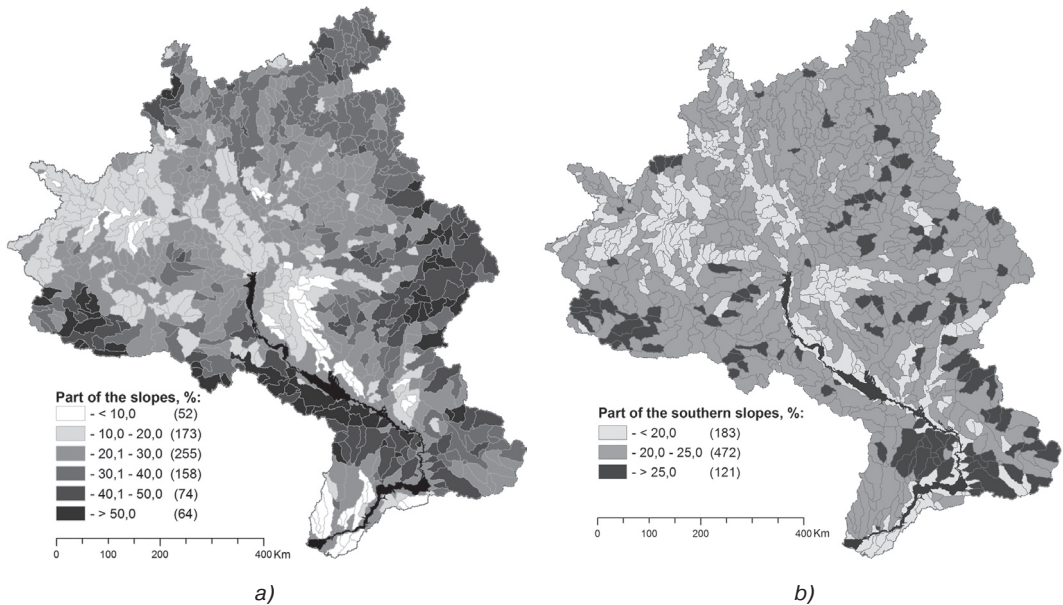 Part of the slopes, %:
- < 10,0 (52)
- 10,0 - 20,0 (173)
- 20,1 - 30,0 (255)
- 30,1 - 40,0 (158)
- 40,1 - 50,0 (74)
- > 50,0 (64)
0 100 200 400 Km
a)
Part of the southern slopes, %:
- < 20,0 (183)
- 20,0 - 25,0 (472)
- > 25,0 (121)
0 100 200 400 Km
b)